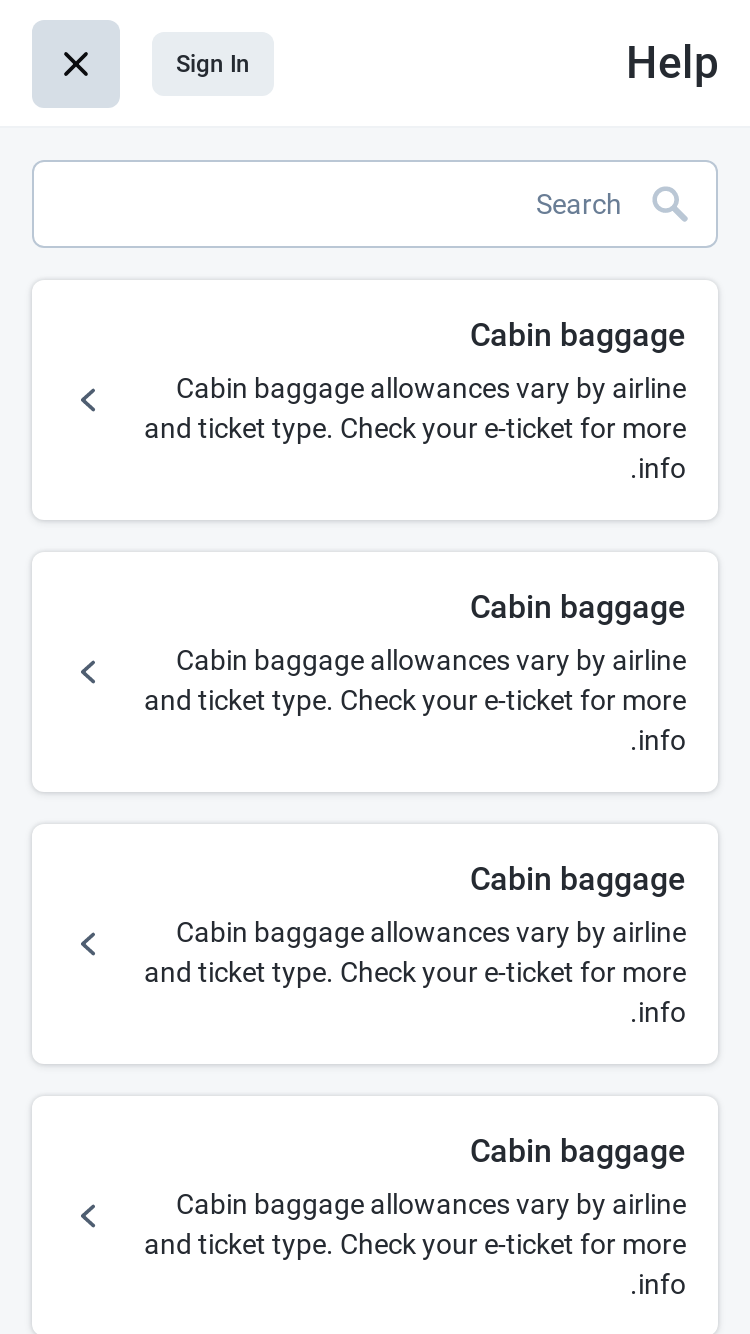 Help
Sign In
Search
Cabin baggage
Cabin baggage allowances vary by airline
and ticket type. Check your e-ticket for more
.info
Cabin baggage
Cabin baggage allowances vary by airline
and ticket type. Check your e-ticket for more
.info
Cabin baggage
Cabin baggage allowances vary by airline
and ticket type. Check your e-ticket for more
.info
Cabin baggage
Cabin baggage allowances vary by airline
and ticket type. Check your e-ticket for more
.info